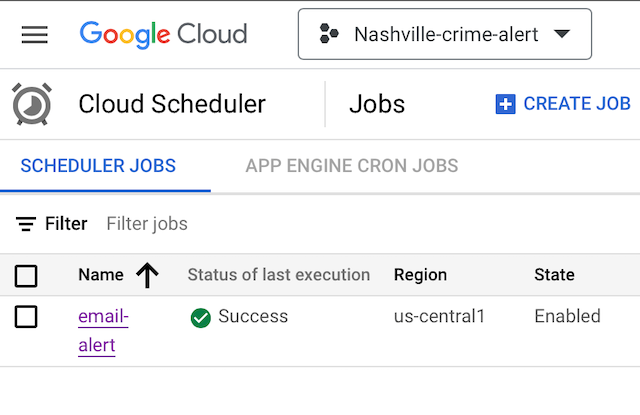 Google Cloud Nashville-crime-alert
Cloud Scheduler Jobs CREATE JOB
SCHEDULER JOBS APP ENGINE CRON JOBS
Filter Filter jobs
Name Status of last execution Region State
email- Success us-central1 Enabled
alert